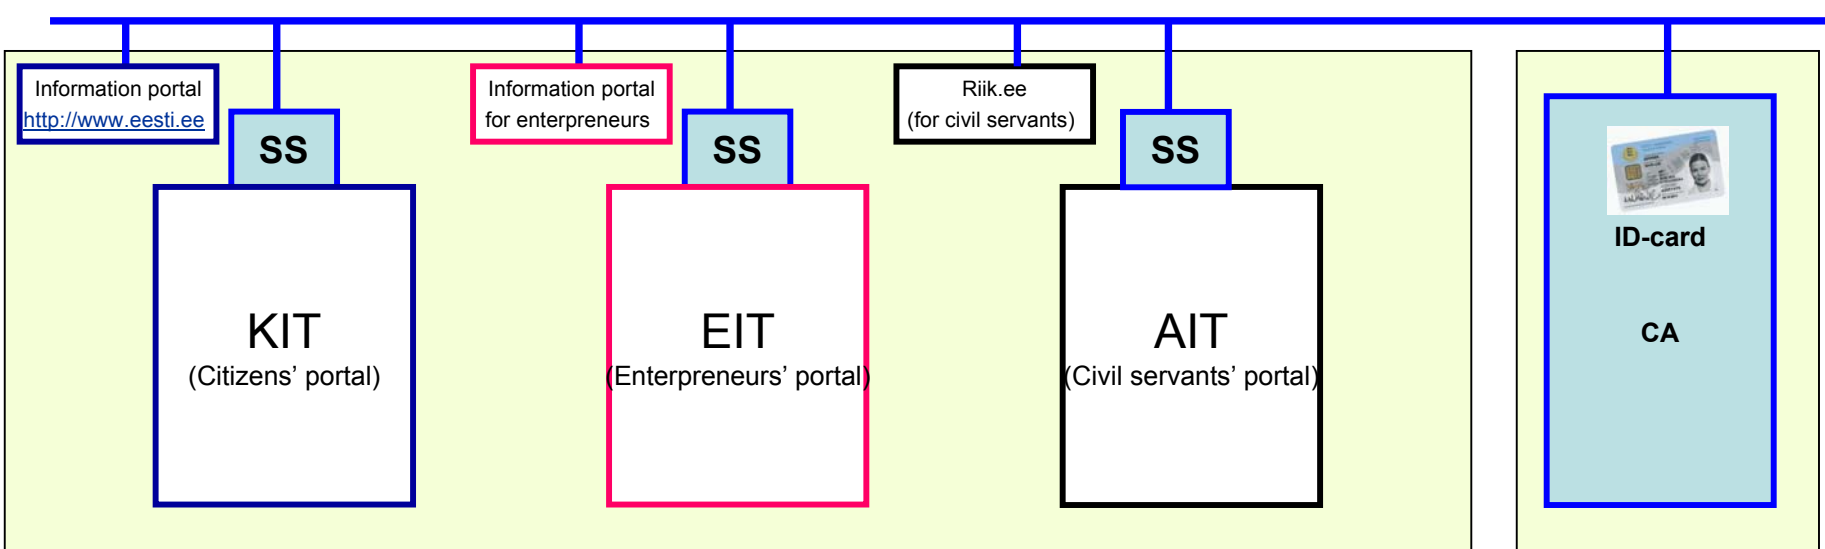 Information portal
http://www.eesti.ee
SS
KIT
(Citizens’ portal)
Information portal
for enterpreneurs
SS
EIT
(Enterpreneurs’ portal)
Riik.ee
(for civil servants)
SS
AIT
(Civil servants’ portal)
ID-card
CA